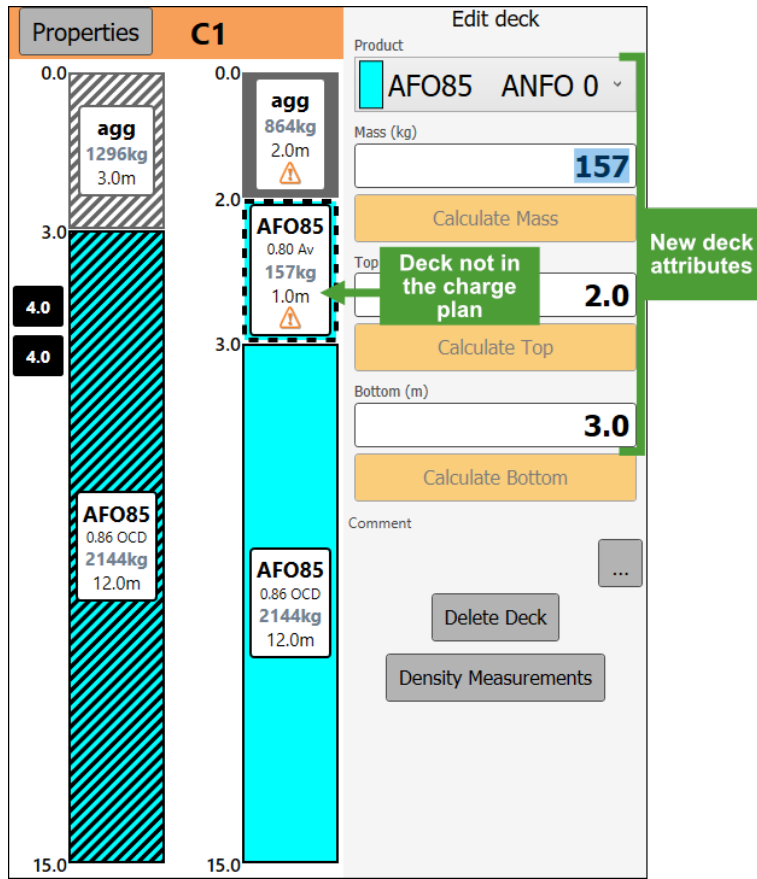 Properties
C1
0.0
agg
1296kg
3.0m
3.0
4.0
4.0
AFO85
0.86 OCD
2144kg
12.0m
15.0
0.0
agg
864kg
2.0m
2.0
AFO85
0.80 Av
157kg
1.0m
3.0
AFO85
0.86 OCD
2144kg
12.0m
15.0
Edit deck
Product
AFO85 ANFO 0
Mass (kg)
157
Calculate Mass
Top
2.0
Calculate Top
Bottom (m)
3.0
Calculate Bottom
Comment
...
Delete Deck
Density Measurements
Deck not in
the charge
plan
New deck
attributes